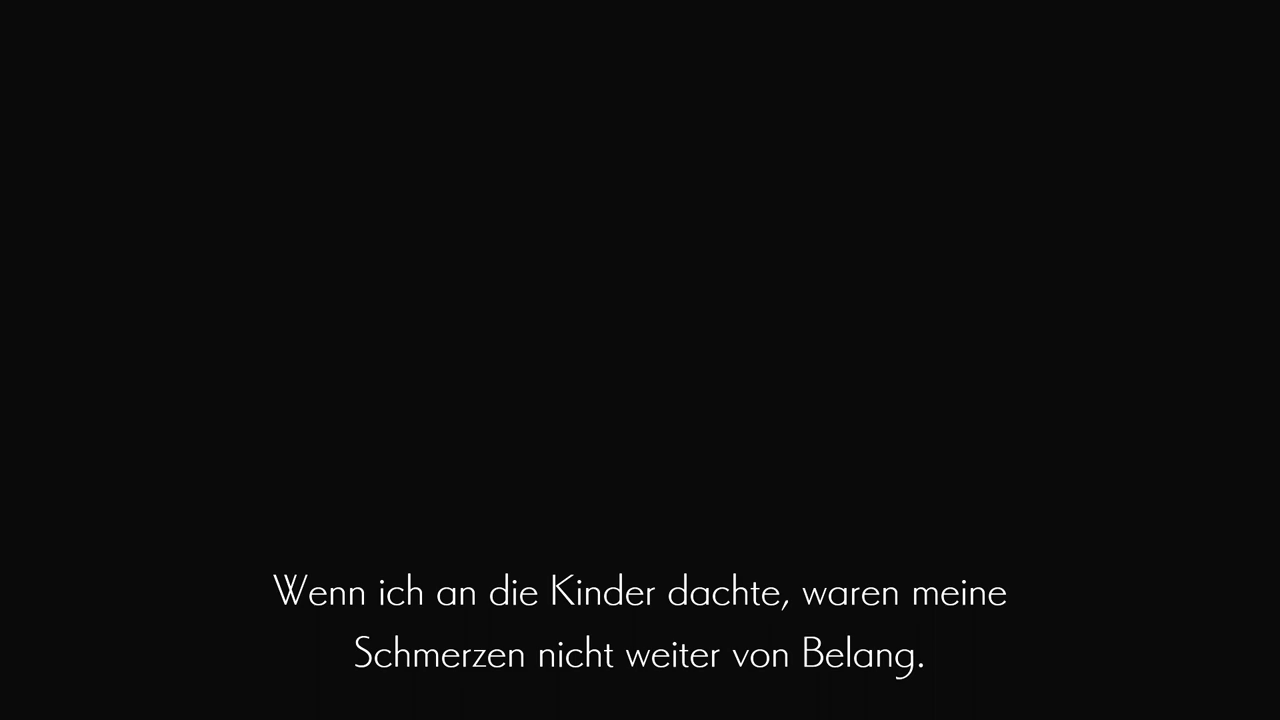 Wenn ich an die Kinder dachte, waren meine
Schmerzen nicht weiter von Belang.